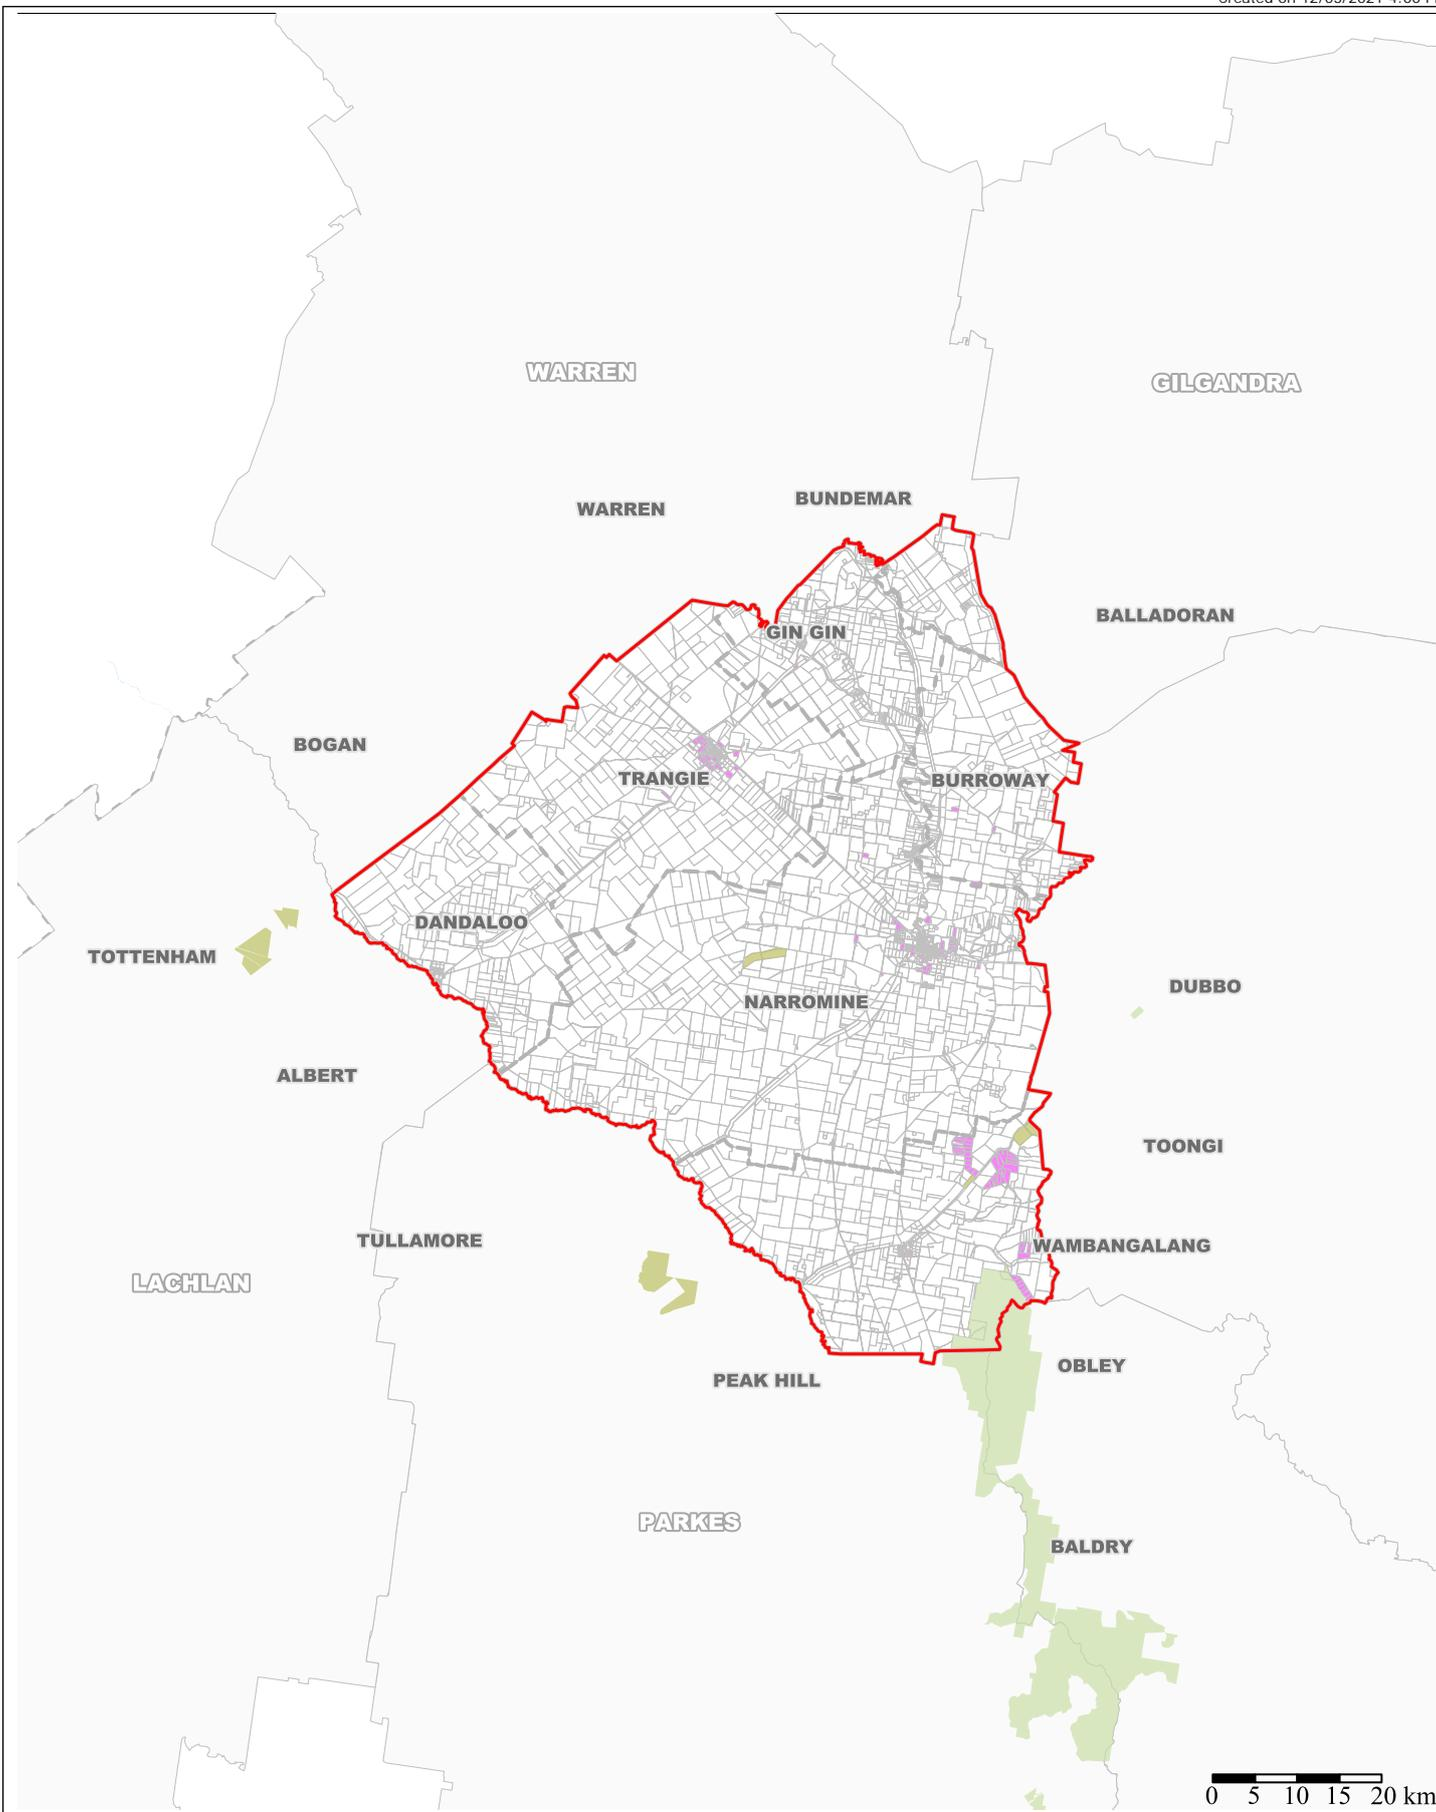 WARREN
GILGANDRA
WARREN
BUNDEMAR
BALLADORAN
GIN GIN
BOGAN
TRANGIE
BURROWAY
DANDALOO
TOTTENHAM
NARROMINE
DUBBO
ALBERT
TOONGI
TULLAMORE
WAMBANGALANG
LACHLAN
PEAK HILL
OBLEY
PARKES
BALDRY
0 5 10 15 20 km